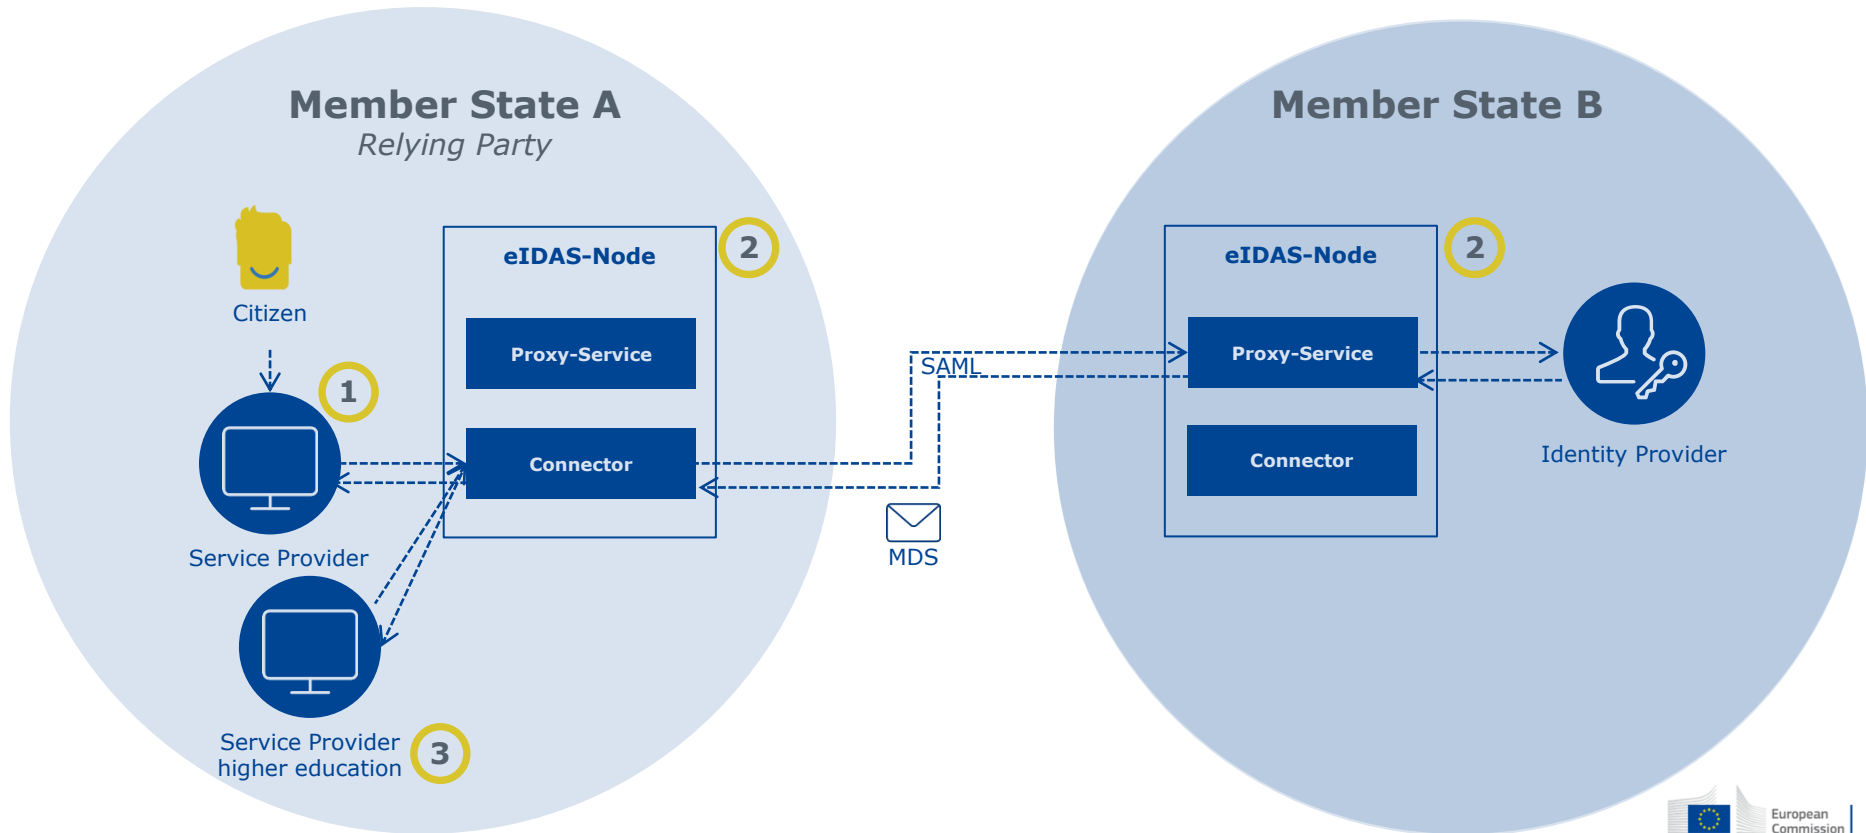 Member State A
Relying Party
Member State B
Citizen
eIDAS-Node
2
Proxy-Service
Connector
1
Service Provider
Service Provider
higher education
3
SAML
MDS
eIDAS-Node
2
Proxy-Service
Connector
Identity Provider
European
Commission